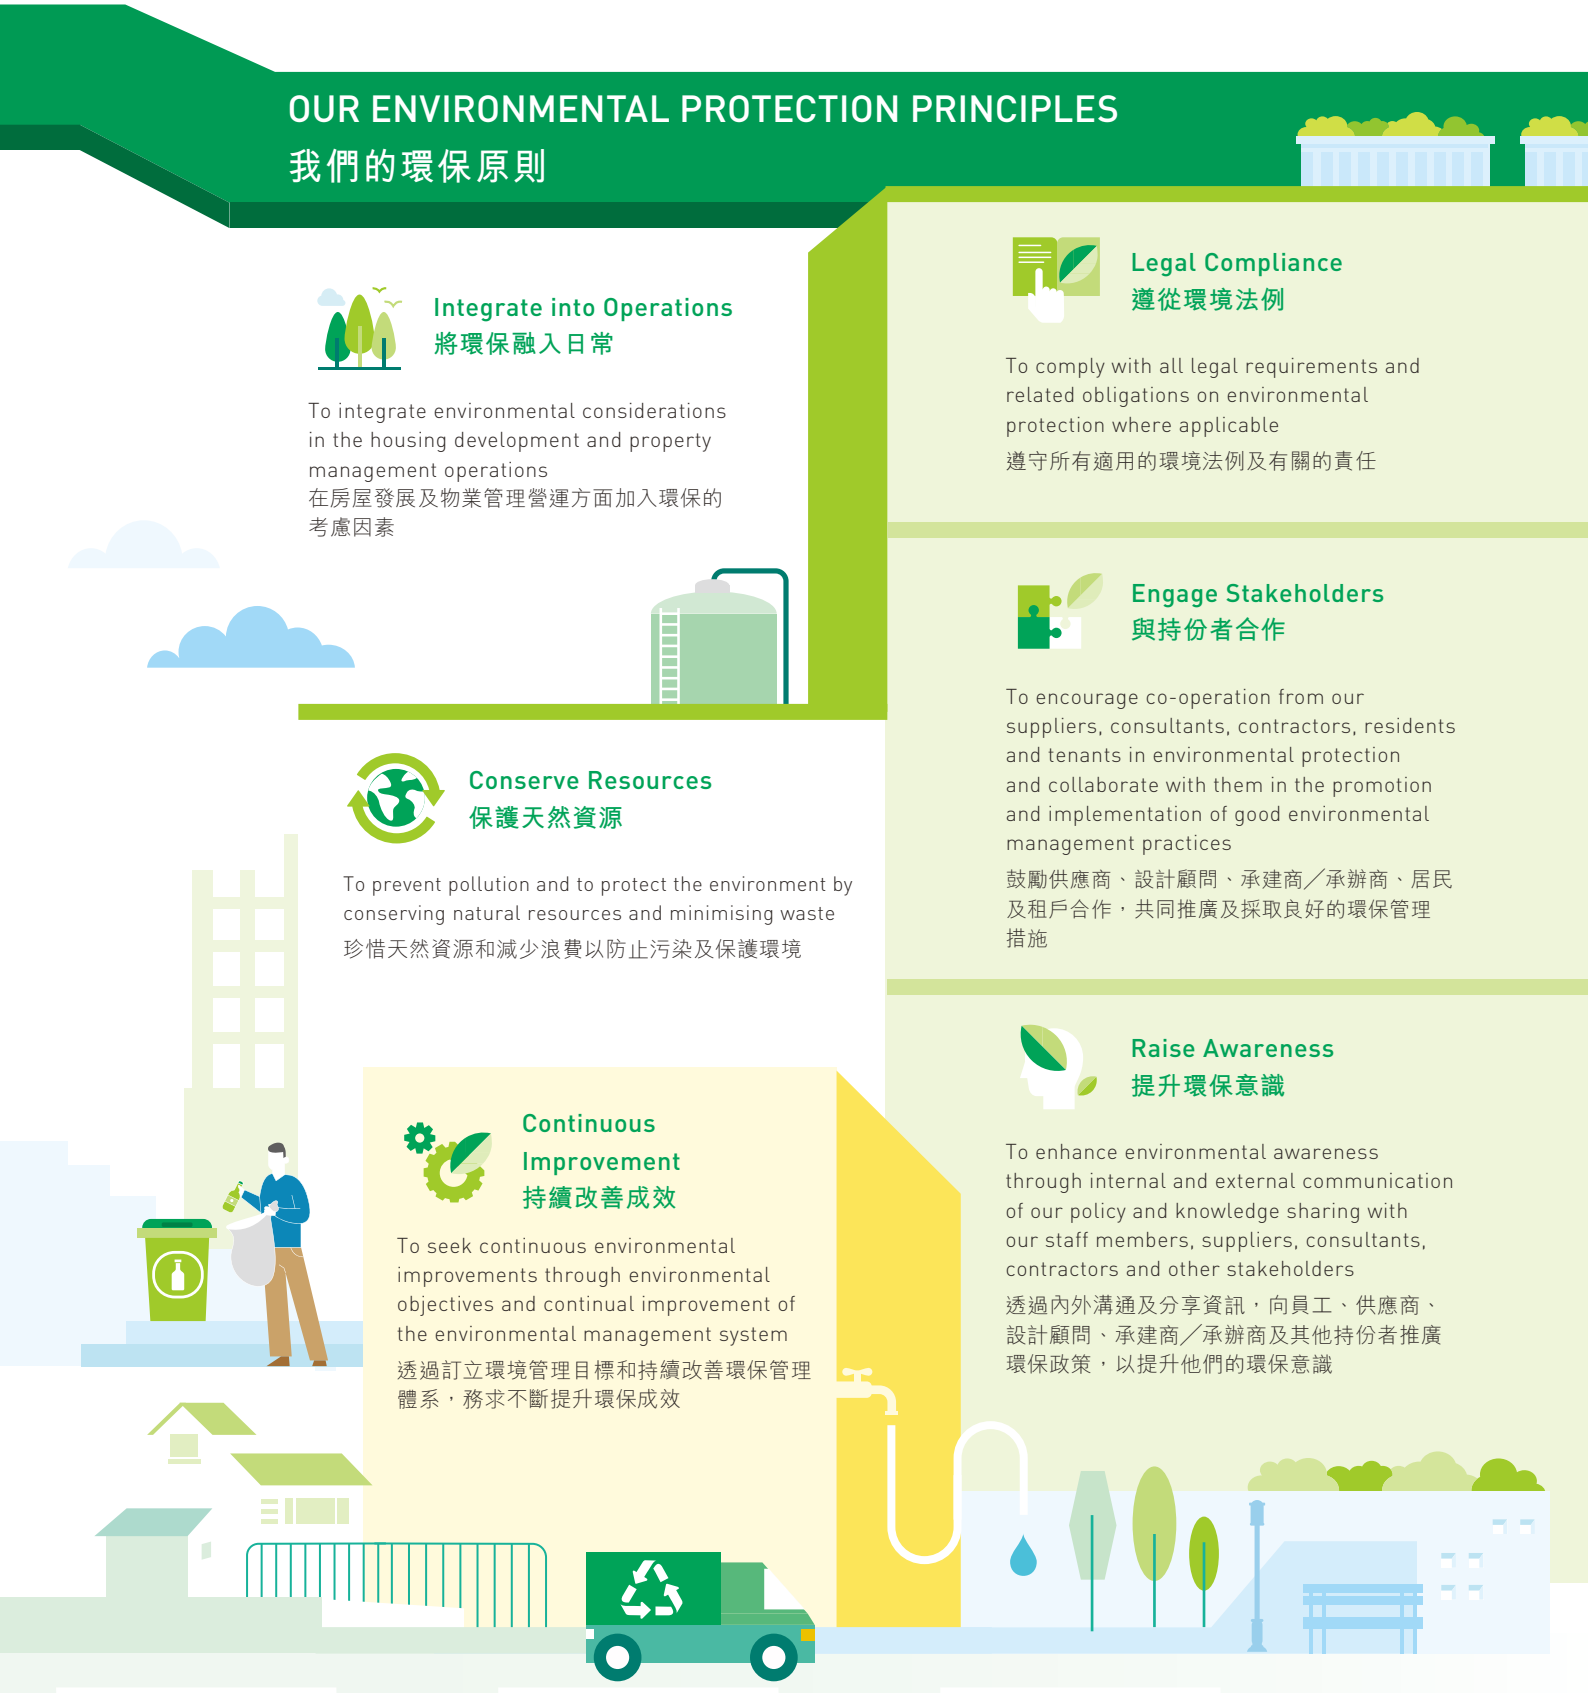 OUR ENVIRONMENTAL PROTECTION PRINCIPLES
我們的環保原則
Integrate into Operations
將環保融入日常
To integrate environmental considerations
in the housing development and property
management operations
在房屋發展及物業管理營運方面加入環保的
考慮因素
Conserve Resources
保護天然資源
To prevent pollution and to protect the environment by
conserving natural resources and minimising waste
珍惜天然資源和減少浪費以防止污染及保護環境
Continuous
Improvement
持續改善成效
To seek continuous environmental
improvements through environmental
objectives and continual improvement of
the environmental management system
透過訂立環境管理目標和持續改善環保管理
體系，務求不斷提升環保成效
Legal Compliance
遵從環境法例
To comply with all legal requirements and
related obligations on environmental
protection where applicable
遵守所有適用的環境法例及有關的責任
Engage Stakeholders
與持份者合作
To encourage co-operation from our
suppliers, consultants, contractors, residents
and tenants in environmental protection
and collaborate with them in the promotion
and implementation of good environmental
management practices
鼓勵供應商、設計顧問、承建商╱承辦商、居民
及租戶合作，共同推廣及採取良好的環保管理
措施
Raise Awareness
提升環保意識
To enhance environmental awareness
through internal and external communication
of our policy and knowledge sharing with
our staff members, suppliers, consultants,
contractors and other stakeholders
透過內外溝通及分享資訊，向員工、供應商、
設計顧問、承建商╱承辦商及其他持份者推廣
環保政策，以提升他們的環保意識